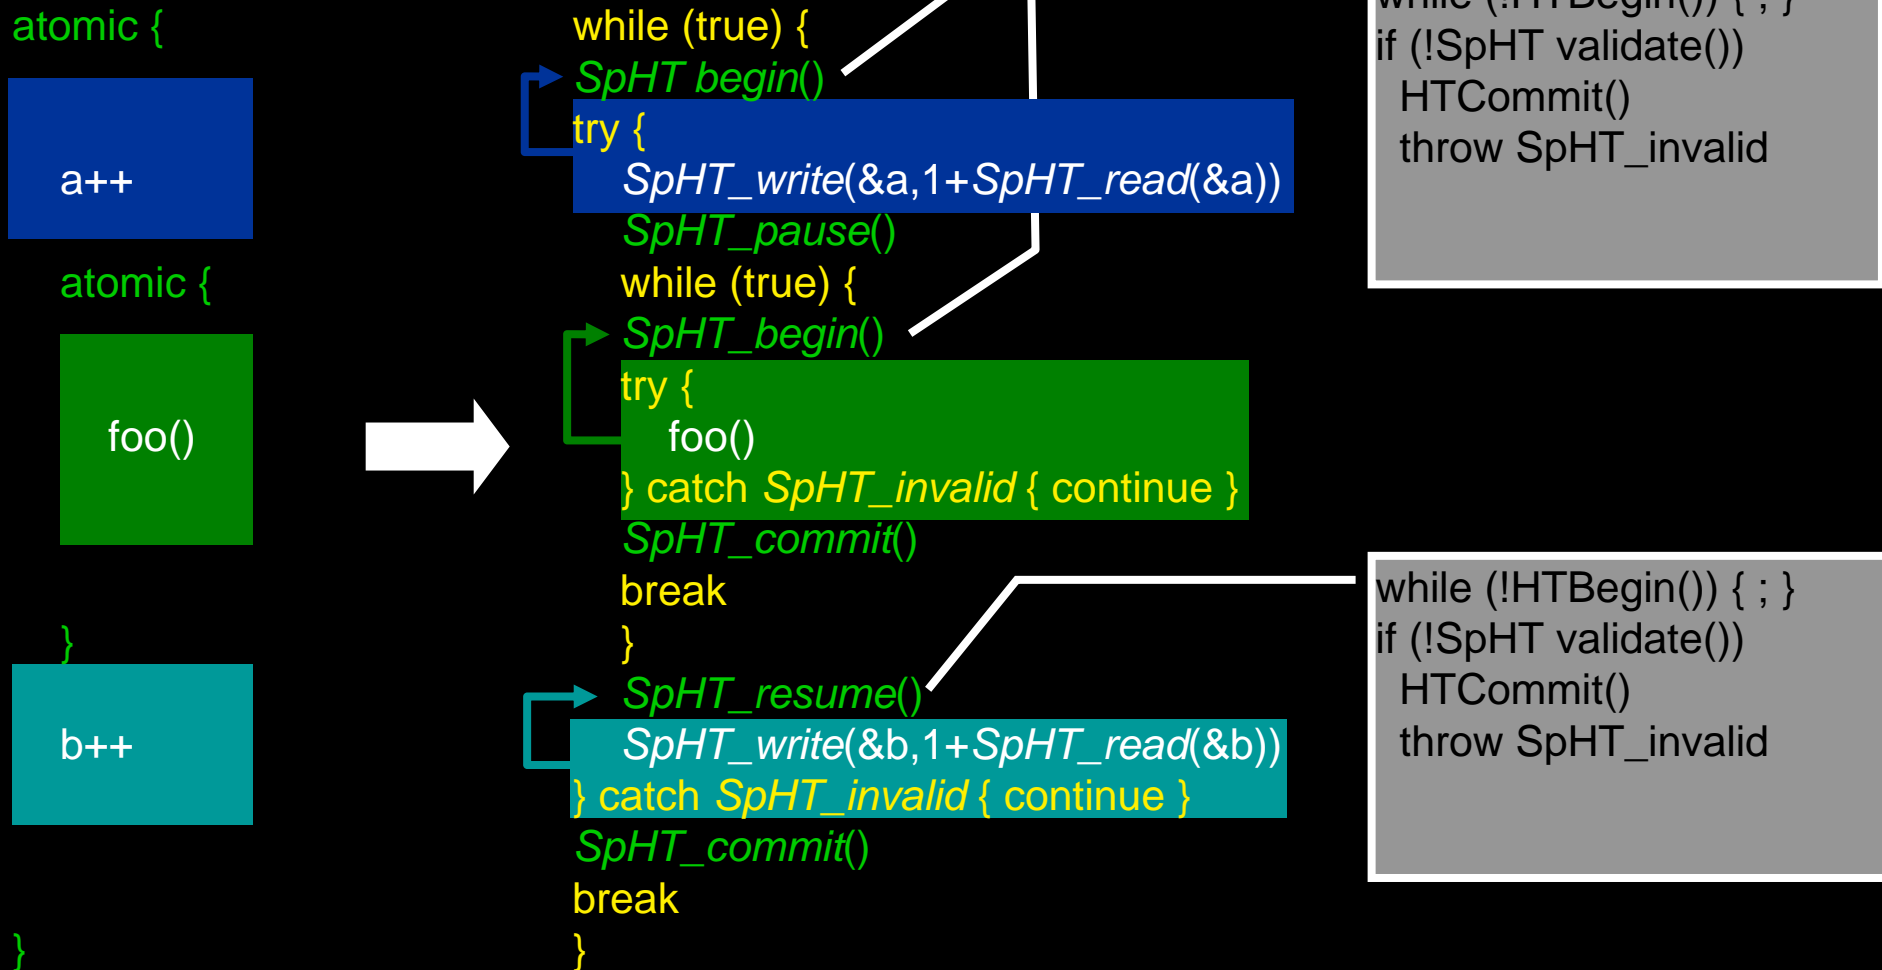 atomic {
a++
atomic {
foo()
}
b++
}
while (true) {
SpHT begin()
try {
SpHT_write(&a,1+SpHT_read(&a))
SpHT_pause()
while (true) {
SpHT_begin()
try {
foo()
} catch SpHT_invalid { continue }
SpHT_commit()
break
}
SpHT_resume()
SpHT_write(&b,1+SpHT_read(&b))
} catch SpHT_invalid { continue }
SpHT_commit()
break
}
while (!HTBegin()) { ; }
if (!SpHT validate())
HTCommit()
throw SpHT_invalid
while (!HTBegin()) { ; }
if (!SpHT validate())
HTCommit()
throw SpHT_invalid